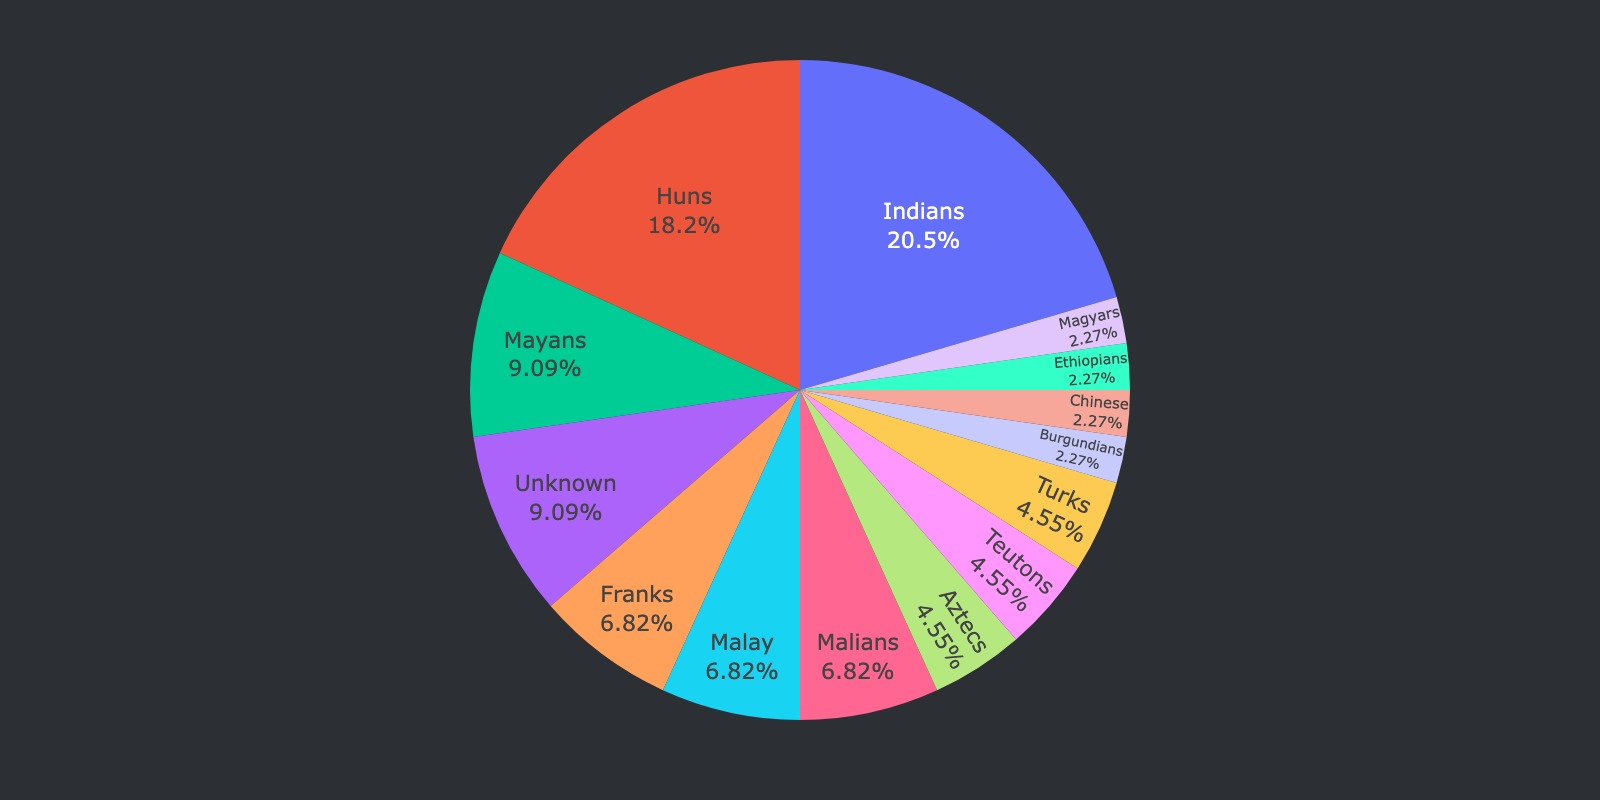 Huns
18.2%
Indians
20.5%
Mayans
9.09%
Magyars
2.27%
Ethiopians
2.27%
Chinese
2.27%
Burgundians
2.27%
Unknown
9.09%
Turks
4.55%
Teutons
4.55%
Franks
6.82%
Aztecs
4.55%
Malay
6.82%
Malians
6.82%